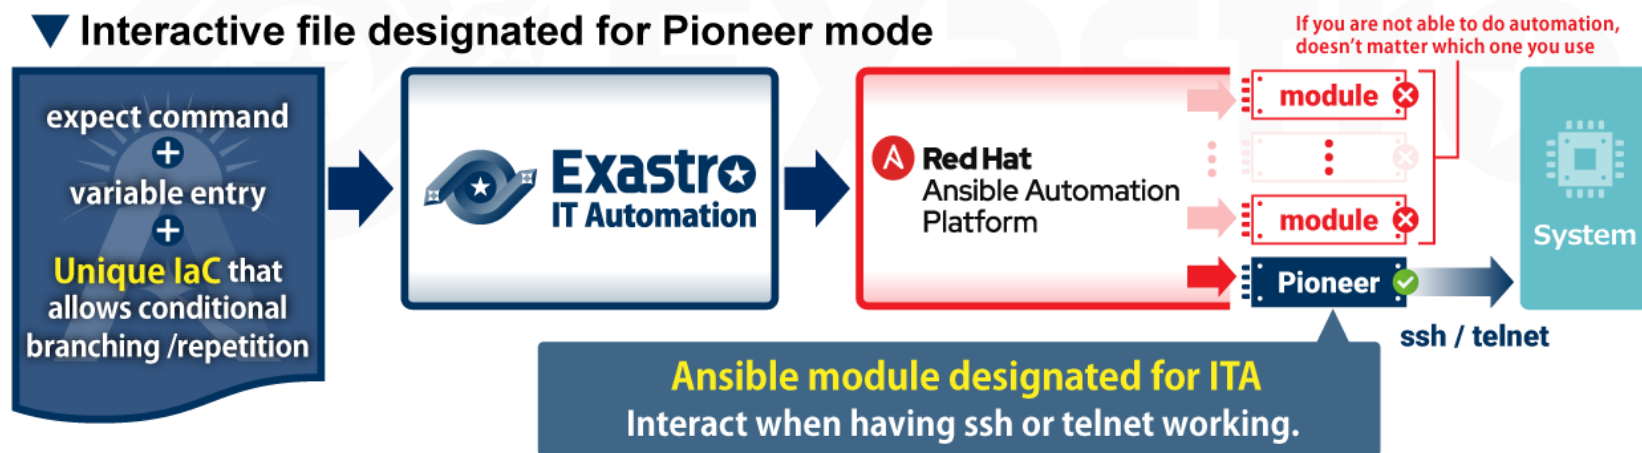 ▼ Interactive file designated for Pioneer mode
If you are not able to do automation,
doesn't matter which one you use
expect command
+
variable entry
+
Unique IaC that
allows conditional
branching /repetition
Exastro
IT Automation
Red Hat
Ansible Automation
Platform
module
module
Pioneer
System
ssh / telnet
Ansible module designated for ITA
Interact when having ssh or telnet working.